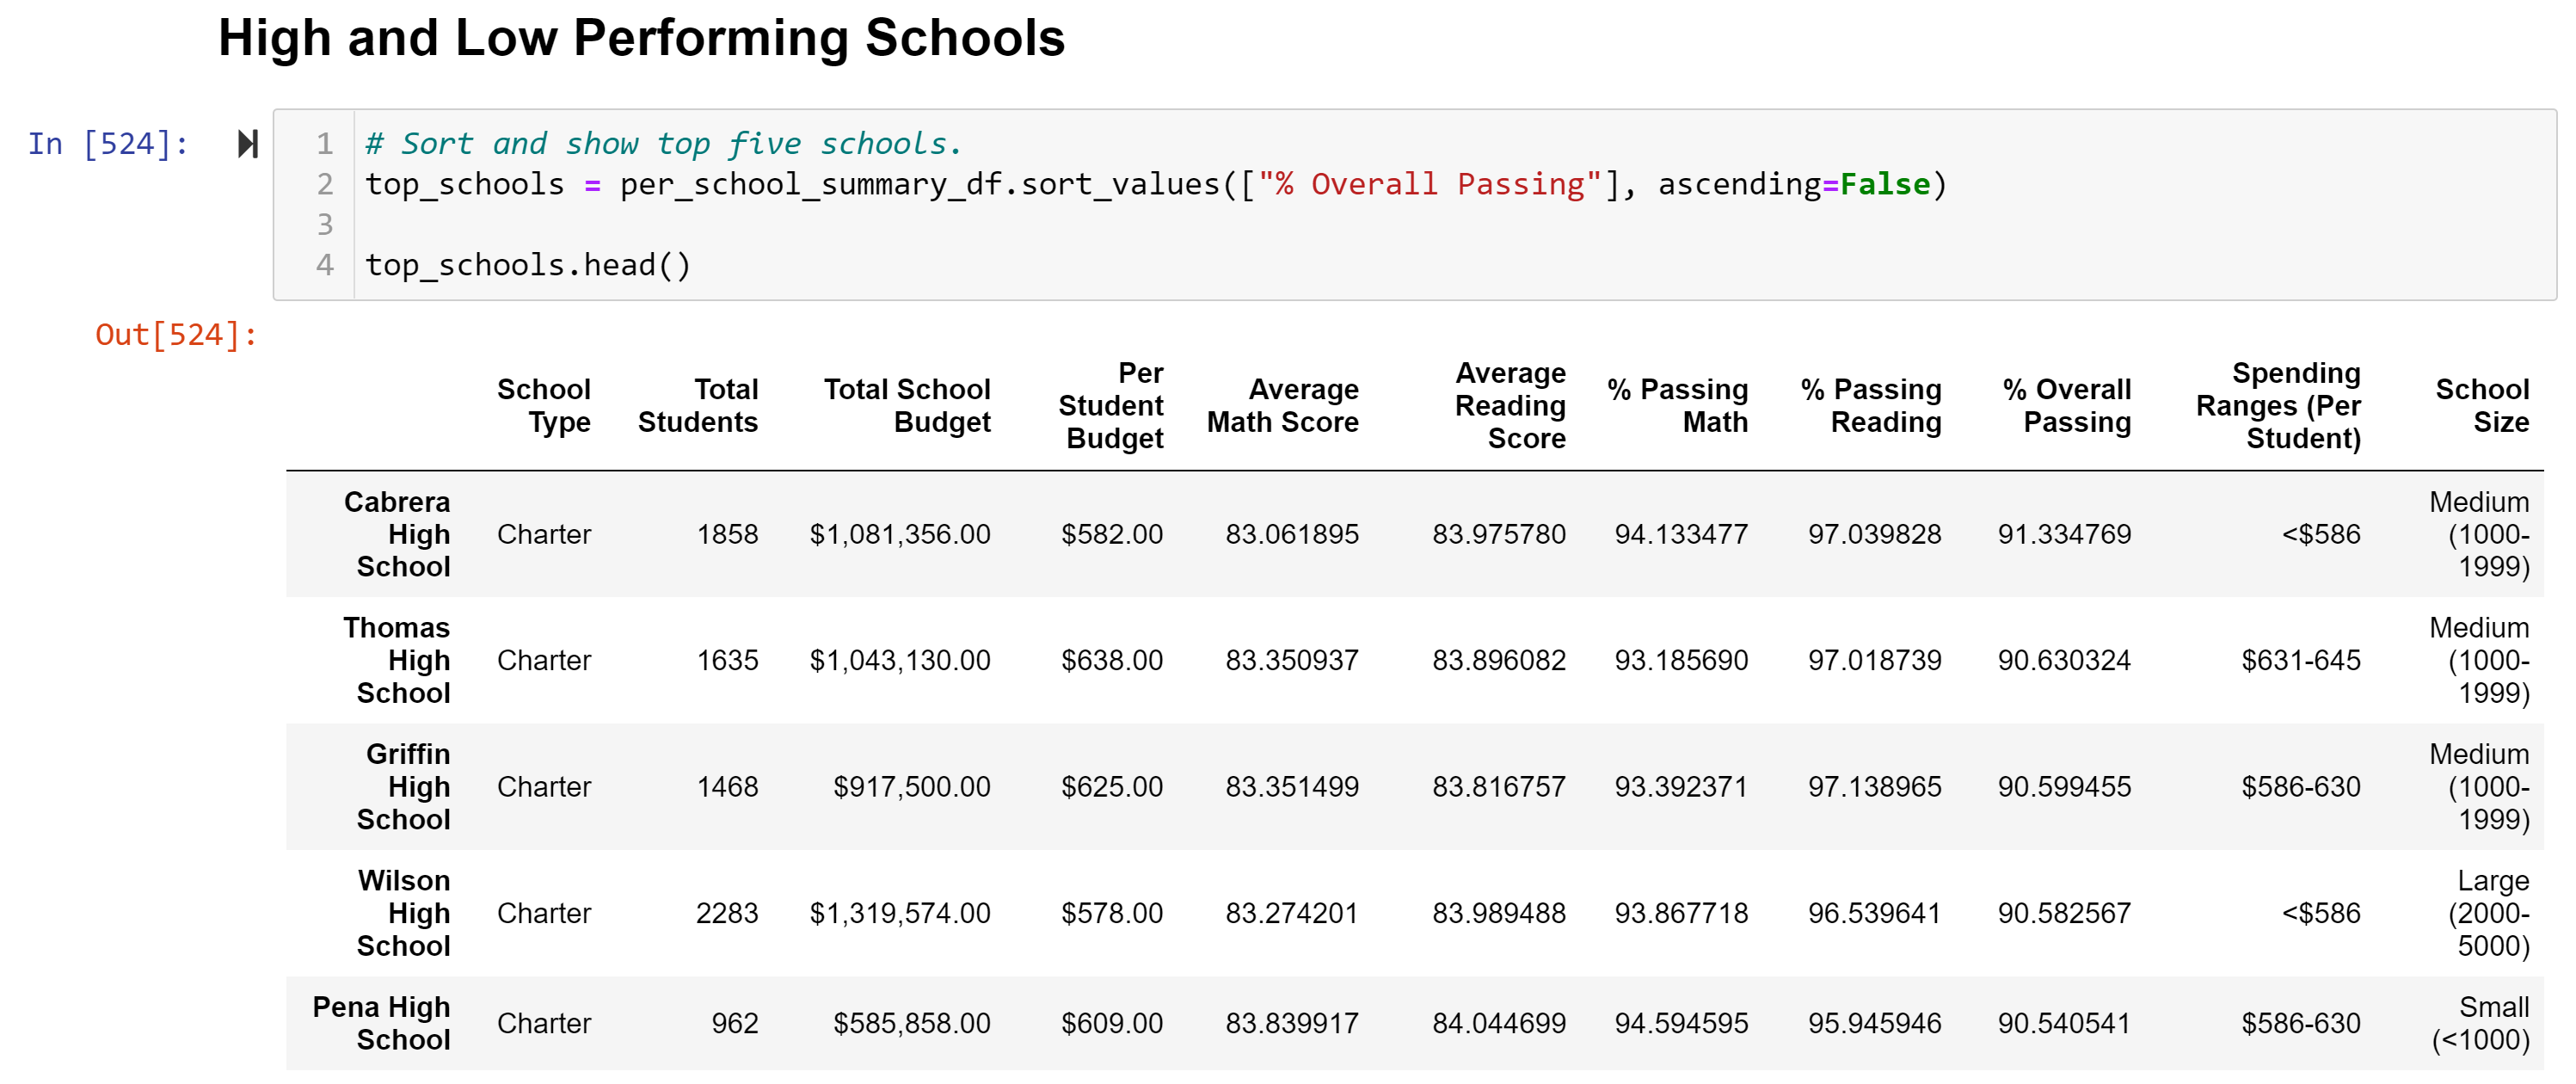 High and Low Performing Schools
In [524]:
1 # Sort and show top five schools.
2 top_schools = per_school_summary_df.sort_values(["% Overall Passing"], ascending=False)
3
4 top_schools.head()
Out[524]:
School Type Total Students Total School Budget Per Student Budget Average Math Score Average Reading Score % Passing Math % Passing Reading % Overall Passing Spending Ranges (Per Student) School Size
Cabrera High School Charter 1858 $1,081,356.00 $582.00 83.061895 83.975780 94.133477 97.039828 91.334769 <$586 Medium (1000-1999)
Thomas High School Charter 1635 $1,043,130.00 $638.00 83.350937 83.896082 93.185690 97.018739 90.630324 $631-645 Medium (1000-1999)
Griffin High School Charter 1468 $917,500.00 $625.00 83.351499 83.816757 93.392371 97.138965 90.599455 $586-630 Medium (1000-1999)
Wilson High School Charter 2283 $1,319,574.00 $578.00 83.274201 83.989488 93.867718 96.539641 90.582567 <$586 Large (2000-5000)
Pena High School Charter 962 $585,858.00 $609.00 83.839917 84.044699 94.594595 95.945946 90.540541 $586-630 Small (<1000)